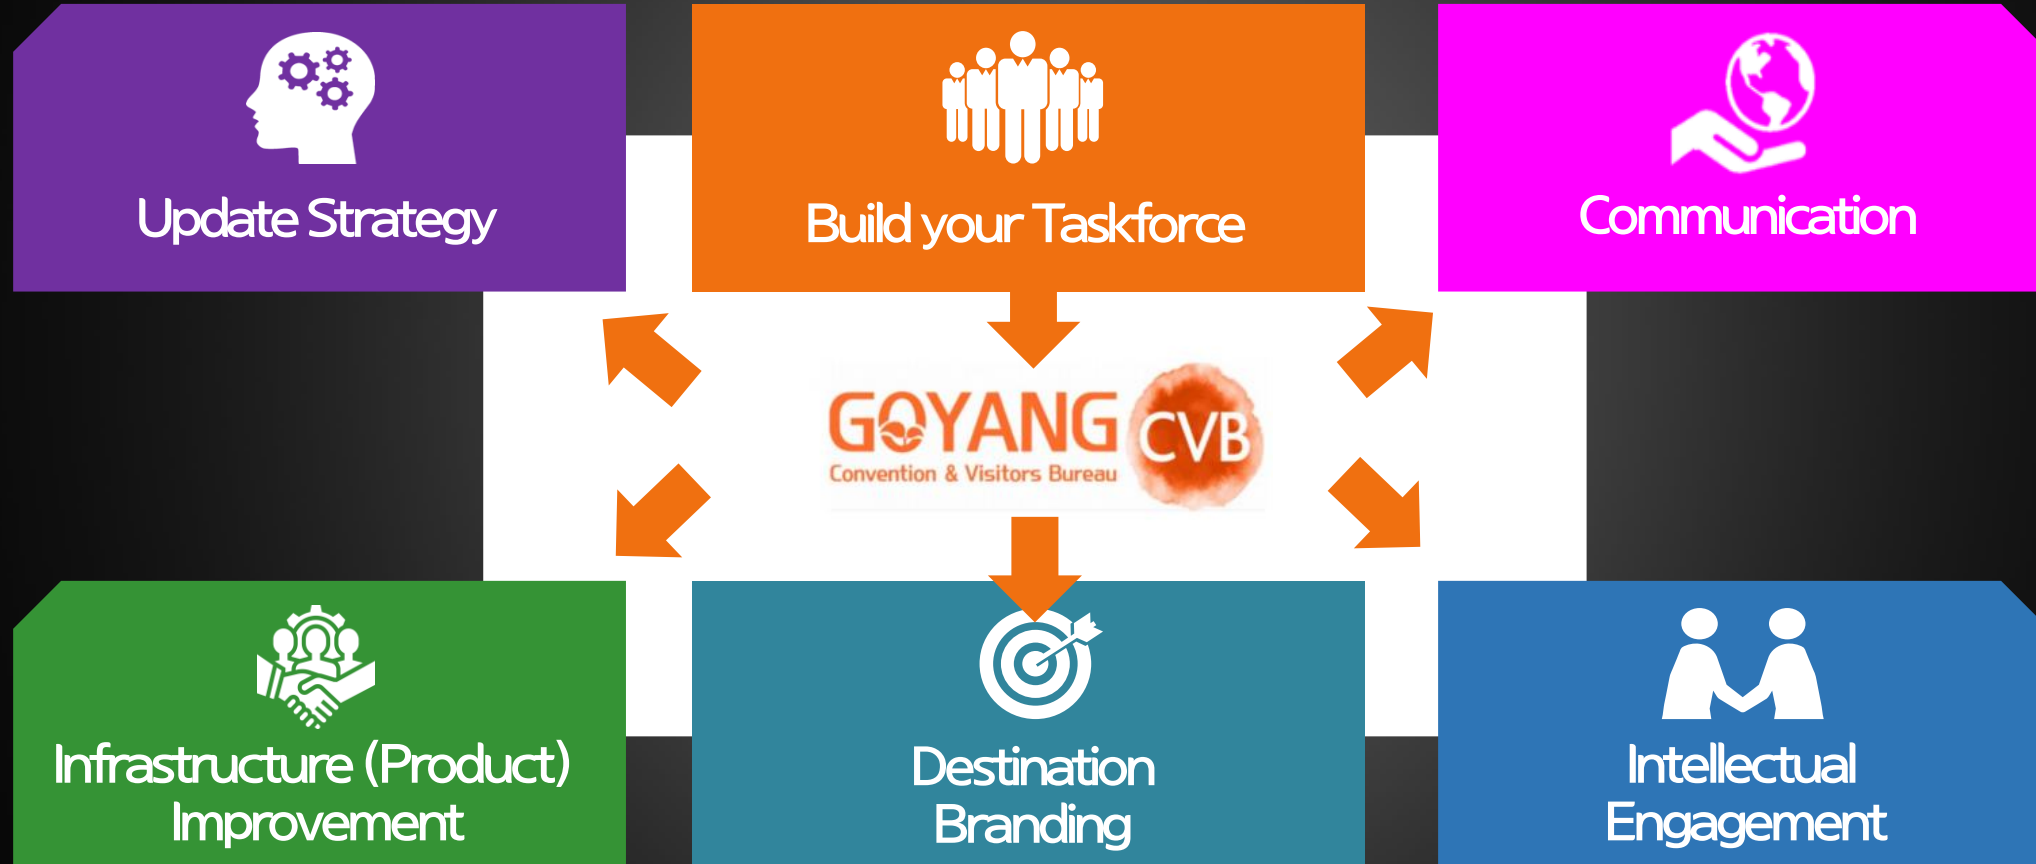 Update Strategy
Build your Taskforce
Communication
GOYANG
Convention & Visitors Bureau
CVB
Infrastructure (Product)
Improvement
Destination
Branding
Intellectual
Engagement